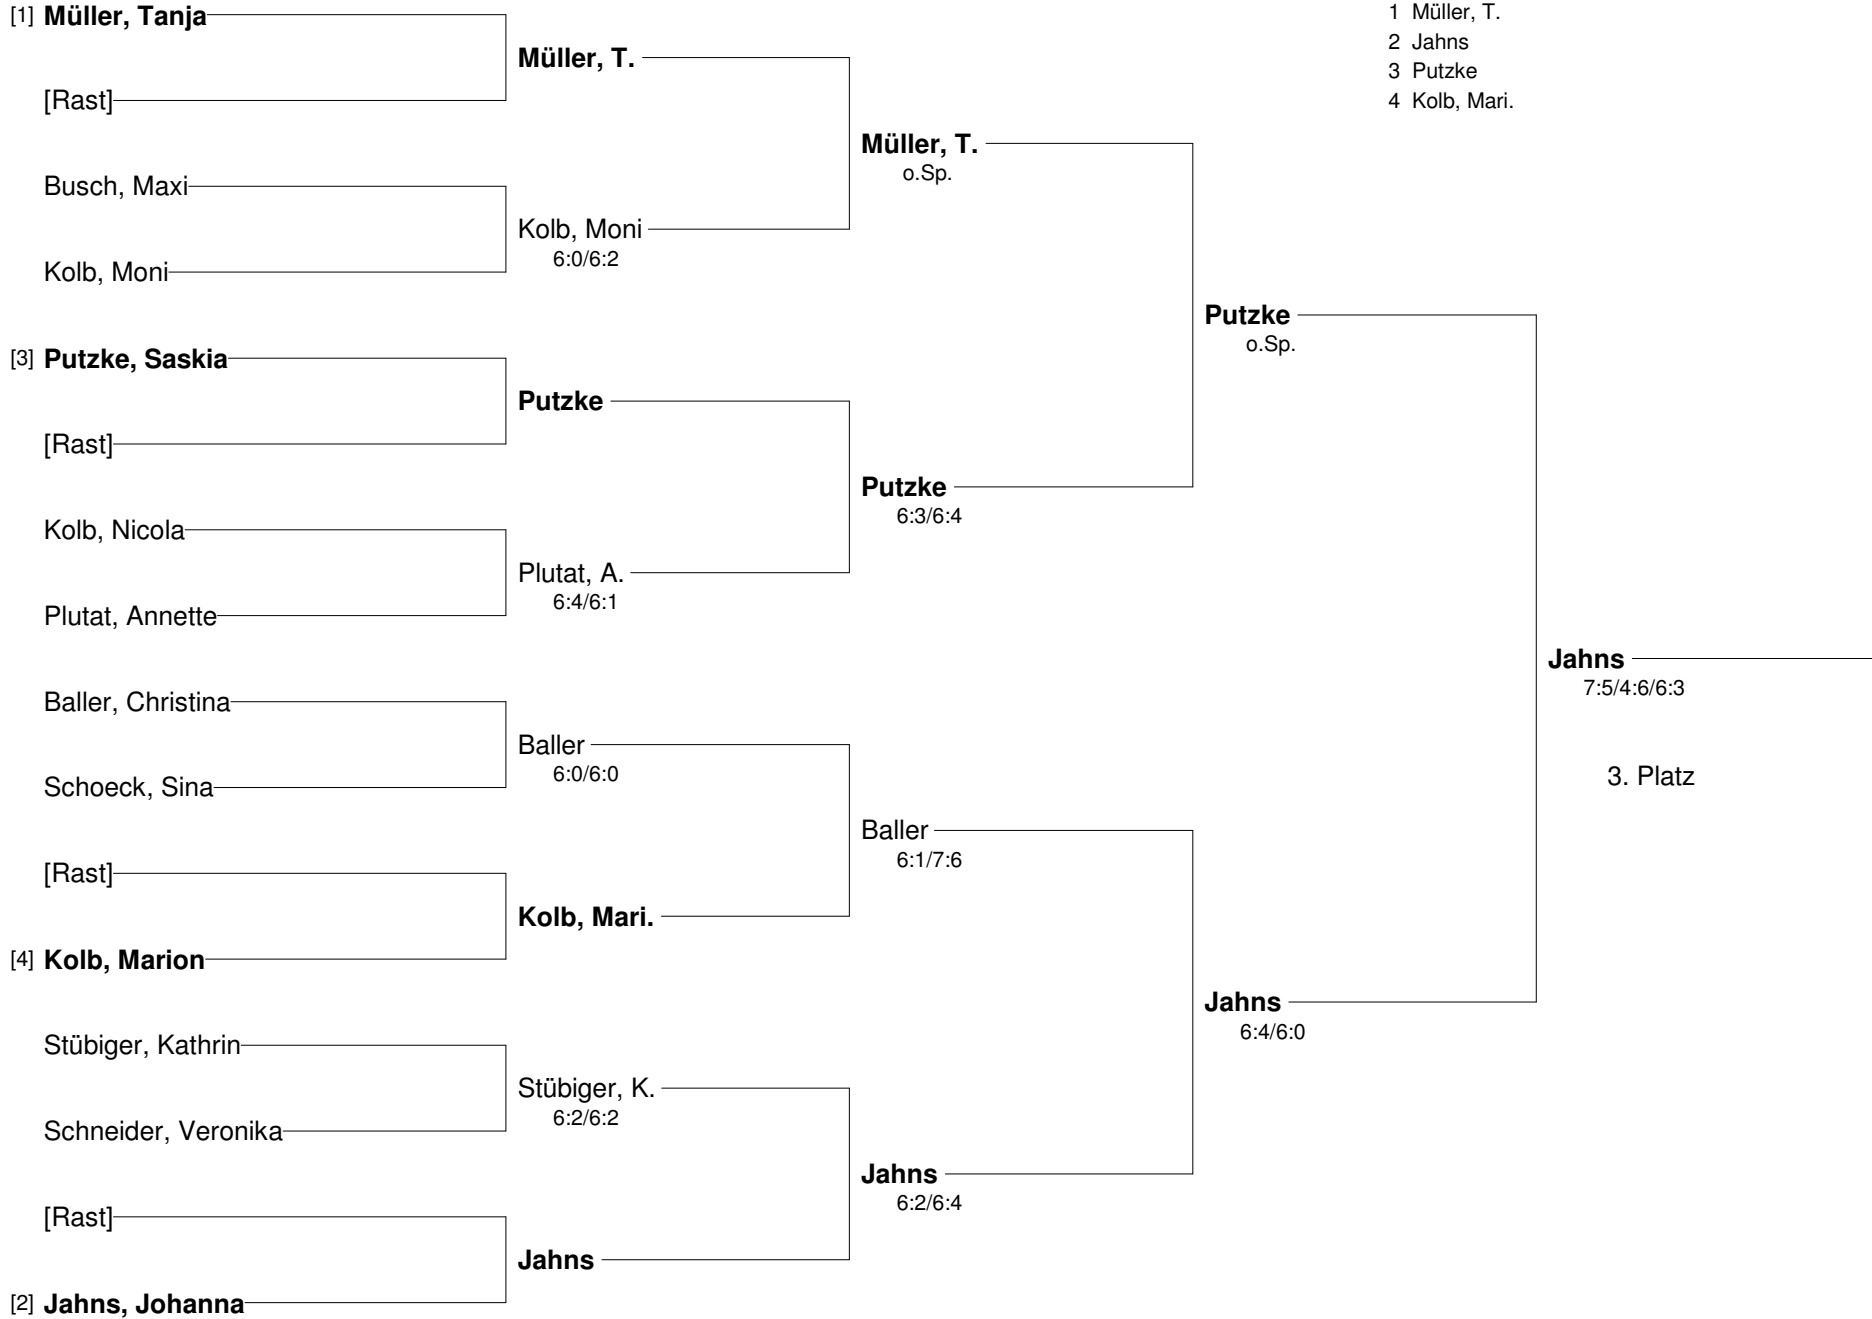 [1] Müller, Tanja
[Rast]
Busch, Maxi
Kolb, Moni
[3] Putzke, Saskia
[Rast]
Kolb, Nicola
Plutat, Annette
Baller, Christina
Schoeck, Sina
[Rast]
[4] Kolb, Marion
Stübiger, Kathrin
Schneider, Veronika
[Rast]
[2] Jahns, Johanna
Müller, T.
Kolb, Moni
6:0/6:2
Putzke
Plutat, A.
6:4/6:1
Baller
6:0/6:0
Kolb, Mari.
Stübiger, K.
6:2/6:2
Jahns
Müller, T.
o.Sp.
Putzke
6:3/6:4
Baller
6:1/7:6
Jahns
6:2/6:4
Putzke
o.Sp.
Jahns
6:4/6:0
1 Müller, T.
2 Jahns
3 Putzke
4 Kolb, Mari.
Jahns
7:5/4:6/6:3
3. Platz